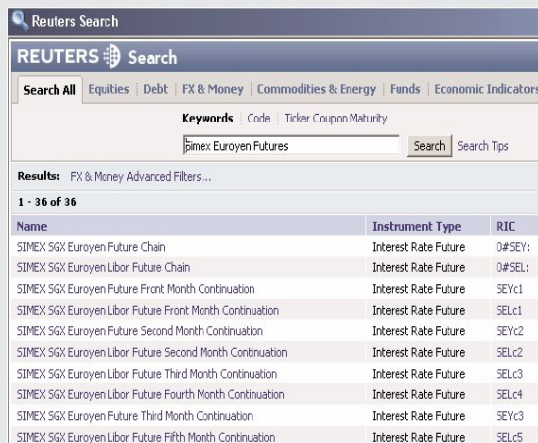 Reuters Search
REUTERS Search
Search All Equities Debt FX & Money Commodities & Energy Funds Economic Indicators
Keywords Code Ticker Coupon Maturity
Simex Euroyen Futures Search Search Tips
Results: FX & Money Advanced Filters...
1 - 36 of 36
Name Instrument Type RIC
SIMEX SGX Euroyen Future Chain Interest Rate Future 0#SEY:
SIMEX SGX Euroyen Libor Future Chain Interest Rate Future 0#SEL:
SIMEX SGX Euroyen Future Front Month Continuation Interest Rate Future SEYc1
SIMEX SGX Euroyen Libor Future Front Month Continuation Interest Rate Future SELc1
SIMEX SGX Euroyen Future Second Month Continuation Interest Rate Future SEYc2
SIMEX SGX Euroyen Libor Future Second Month Continuation Interest Rate Future SELc2
SIMEX SGX Euroyen Libor Future Third Month Continuation Interest Rate Future SELc3
SIMEX SGX Euroyen Libor Future Fourth Month Continuation Interest Rate Future SELc4
SIMEX SGX Euroyen Future Third Month Continuation Interest Rate Future SEYc3
SIMEX SGX Euroyen Libor Future Fifth Month Continuation Interest Rate Future SELc5